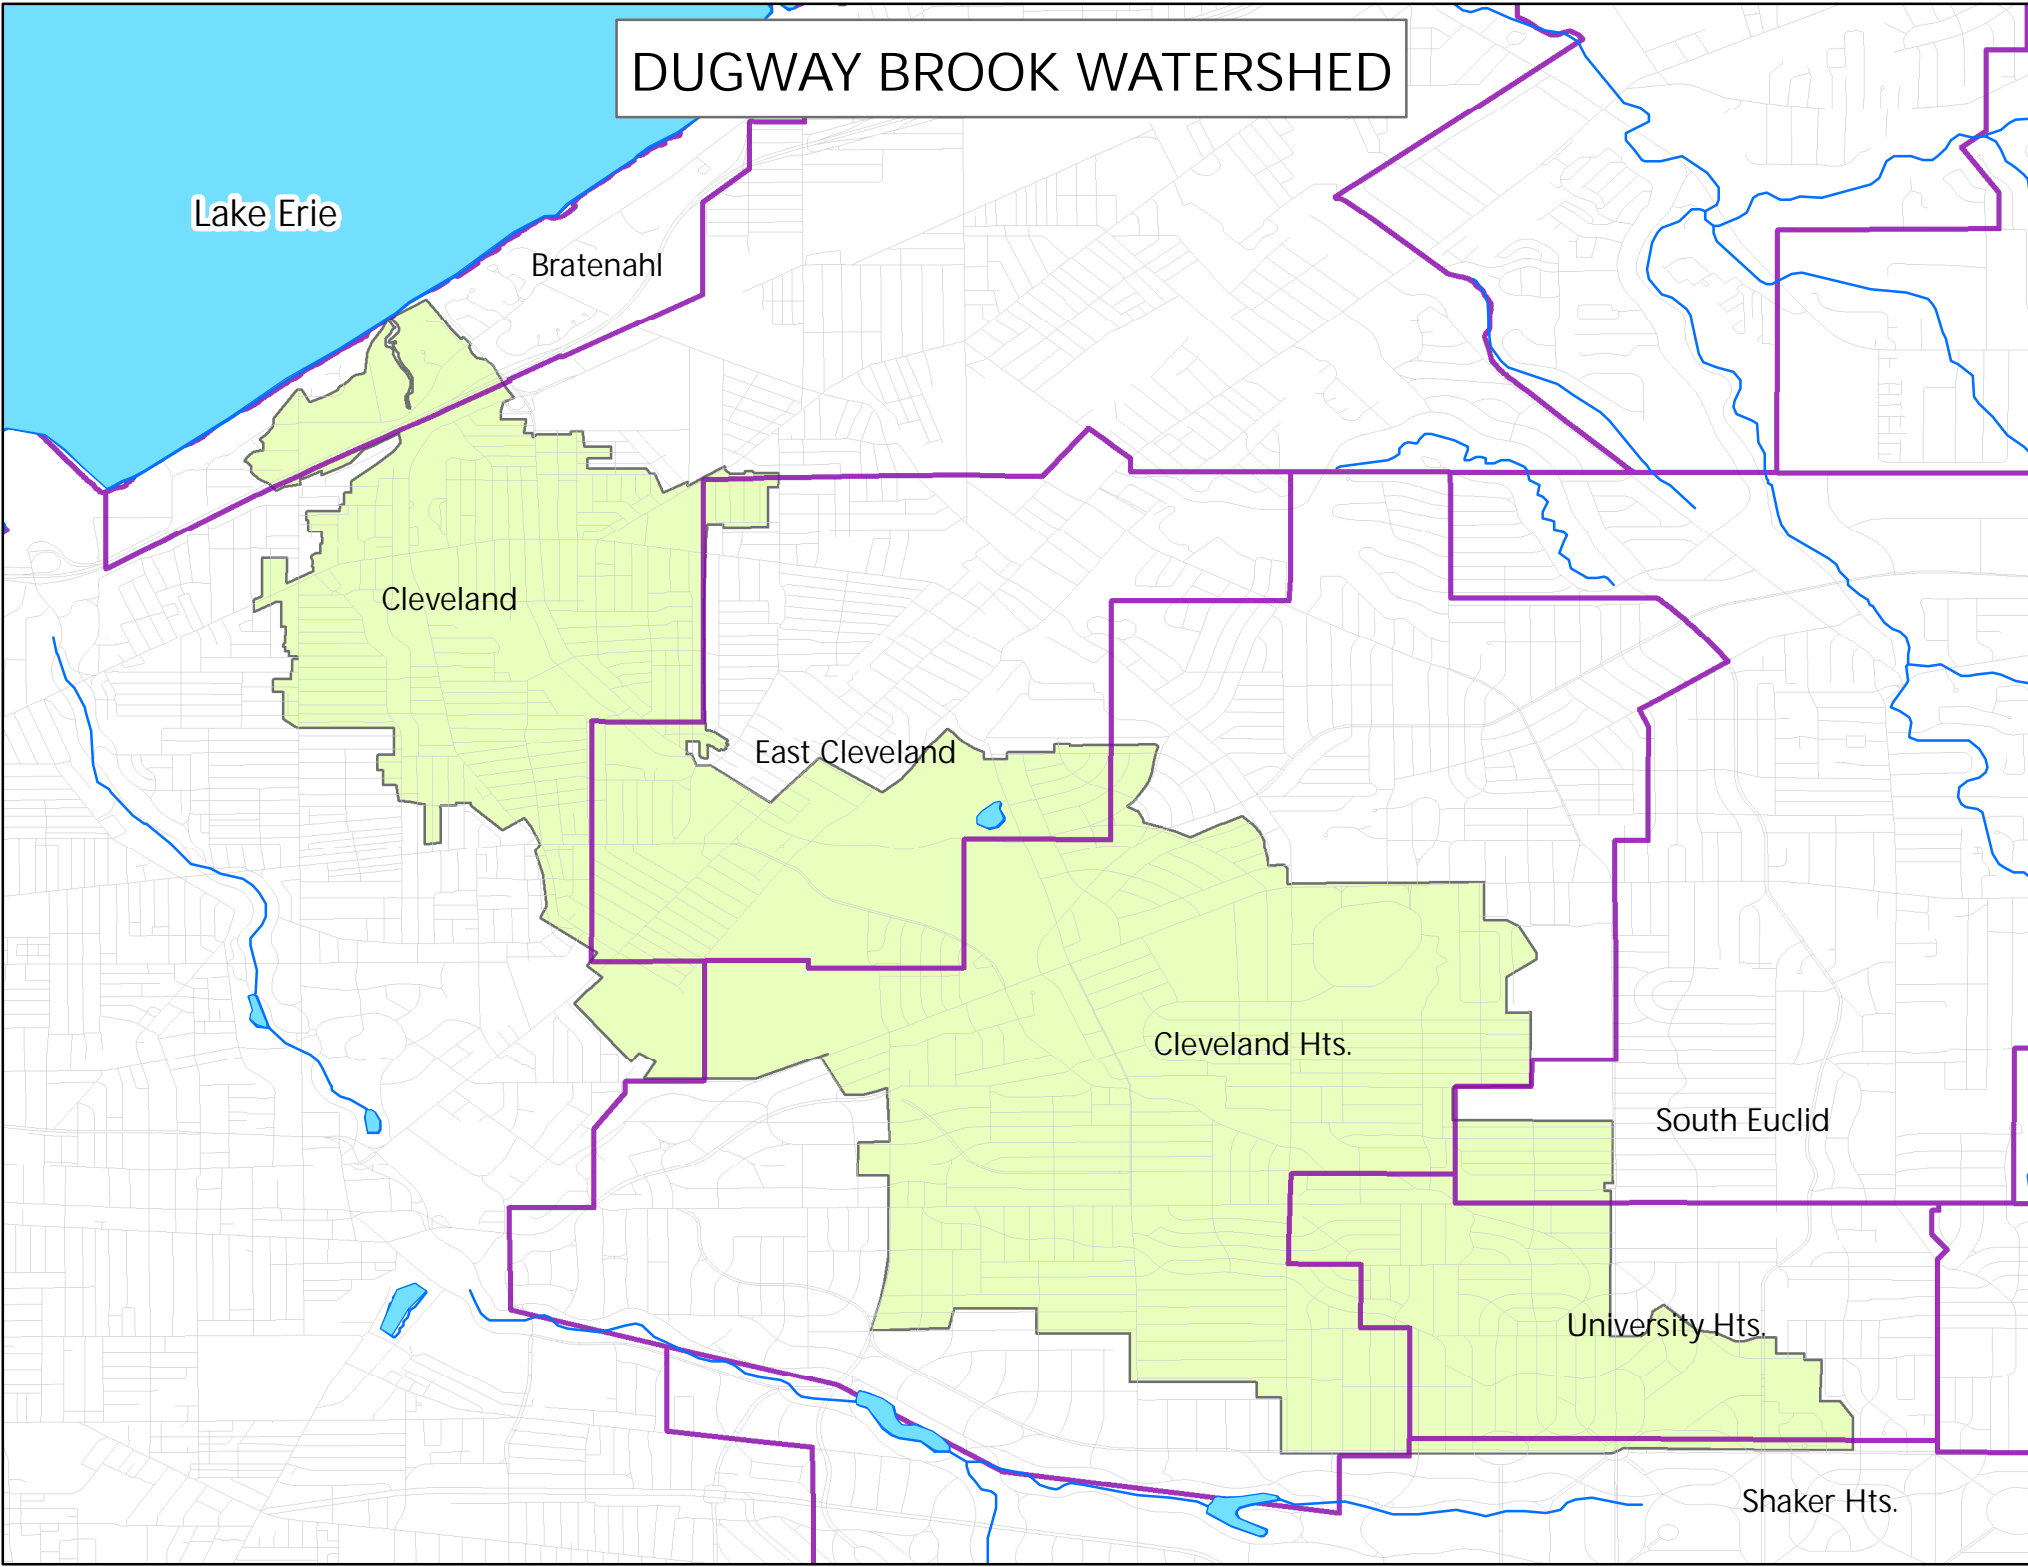 DUGWAY BROOK WATERSHED
Lake Erie
Bratenahl
Cleveland
East Cleveland
Cleveland Hts.
South Euclid
University Hts.
Shaker Hts.